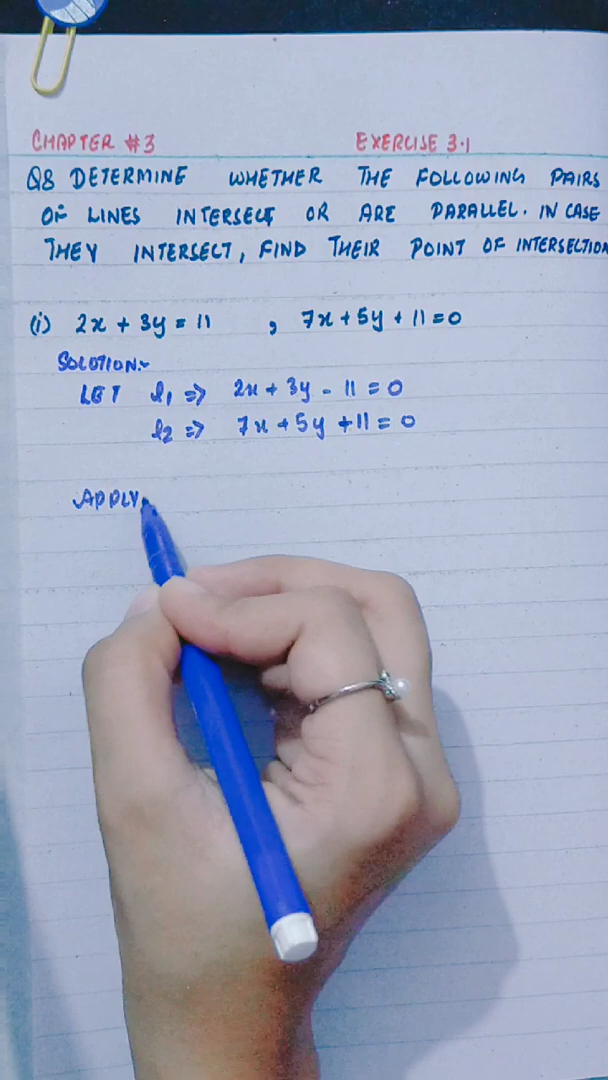 CHAPTER #3 EXERCISE 3.1
Q8 DETERMINE WHETHER THE FOLLOWING PAIRS
OF LINES INTERSECT OR ARE PARALLEL. IN CASE
THEY INTERSECT, FIND THEIR POINT OF INTERSECTION
(i) 2x + 3y = 11 , 7x + 5y + 11 = 0
SOLUTION:-
LET l₁ => 2x + 3y - 11 = 0
l₂ => 7x + 5y + 11 = 0
APPLY